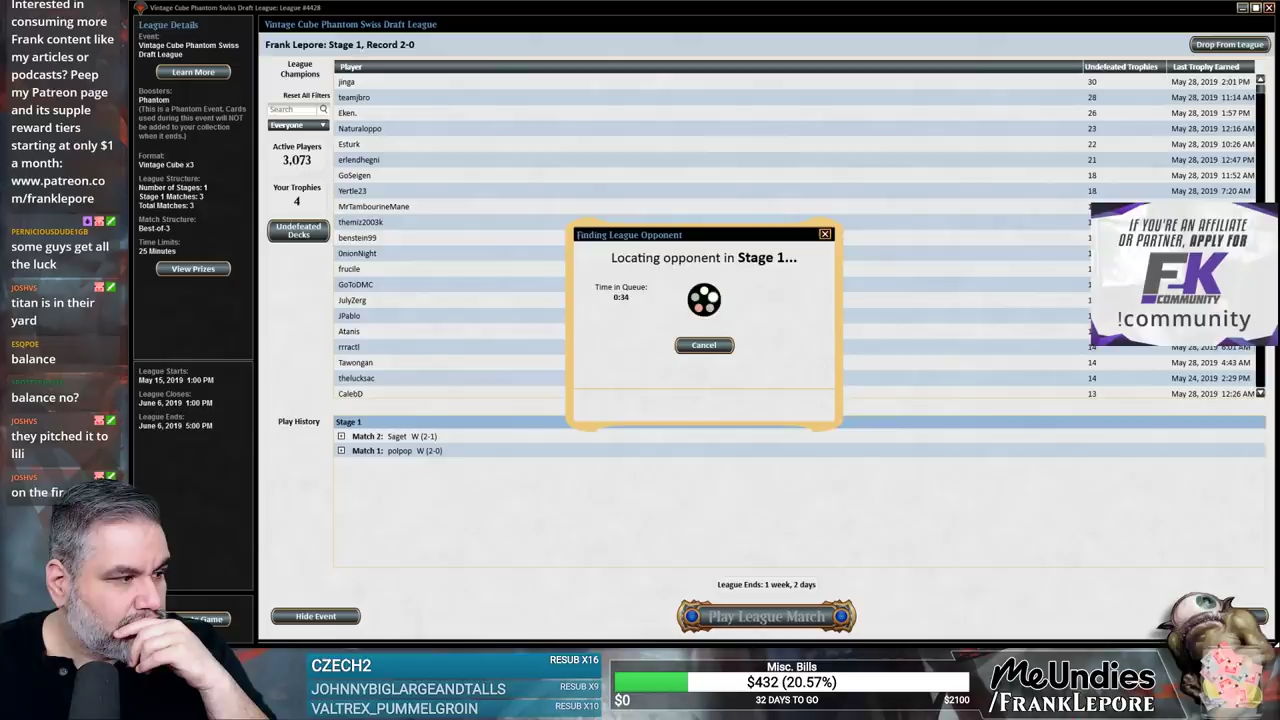 Interested in
consuming more
Frank content like
my articles or
podcasts? Peep
my Patreon page
and its supple
reward tiers
starting at only $1
a month:
www.patreon.co
m/franklepore
PERNICIOUSDUDE1GB
some guys get all
the luck
JOSHVS
titan is in their
yard
ESQPOE
balance
balance no?
JOSHVS
they pitched it to
lili
JOSHVS
on the
Vintage Cube Phantom Swiss Draft League: League #4428
League Details
Event:
Vintage Cube Phantom Swiss
Draft League
Learn More
Boosters:
Phantom
(This is a Phantom Event. Cards
used during this event will NOT
be added to your collection
when it ends.)
Format:
Vintage Cube x3
League Structure:
Number of Stages: 1
Stage 1 Matches: 3
Total Matches: 3
Match Structure:
Best-of-3
Time Limits:
25 Minutes
View Prizes
League Starts:
May 15, 2019 1:00 PM
League Closes:
June 6, 2019 1:00 PM
League Ends:
June 6, 2019 5:00 PM
Game
Vintage Cube Phantom Swiss Draft League
Frank Lepore: Stage 1, Record 2-0
Drop From League
League
Champions
Reset All Filters
Search
Everyone
Active Players
3,073
Your Trophies
4
Undefeated
Decks
Player Undefeated Trophies Last Trophy Earned
jinga 30 May 28, 2019 2:01 PM
teamjbro 28 May 28, 2019 11:14 AM
Eken. 26 May 28, 2019 1:57 PM
Naturaloppo 23 May 28, 2019 12:16 AM
Esturk 22 May 28, 2019 10:26 AM
erlendhegni 21 May 28, 2019 12:47 PM
GoSeigen 18 May 28, 2019 11:52 AM
Yertle23 18 May 28, 2019 7:20 AM
MrTambourineMane
themiz2003k
benstein99
0nionNight
frucile
GoToDMC
JulyZerg
JPablo
Atanis
rrractl 14 May 28, 2019 8:01 AM
Tawongan 14 May 28, 2019 4:43 AM
thelucksac 14 May 24, 2019 2:29 PM
CalebD 13 May 28, 2019 12:26 AM
Finding League Opponent
Locating opponent in Stage 1...
Time in Queue:
0:34
Cancel
IF YOU'RE AN AFFILIATE
OR PARTNER, APPLY FOR
F2K
COMMUNITY
!community
Play History
Stage 1
Match 2: Saget W (2-1)
Match 1: polpop W (2-0)
League Ends: 1 week, 2 days
Hide Event
Play League Match
CZECH2 RESUB X16
JOHNNYBIGLARGEANDTALLS RESUB X9
VALTREX_PUMMELGROIN RESUB X10
Misc. Bills
$432 (20.57%)
$0 32 DAYS TO GO $2100
MeUndies
/FRANKLEPORE